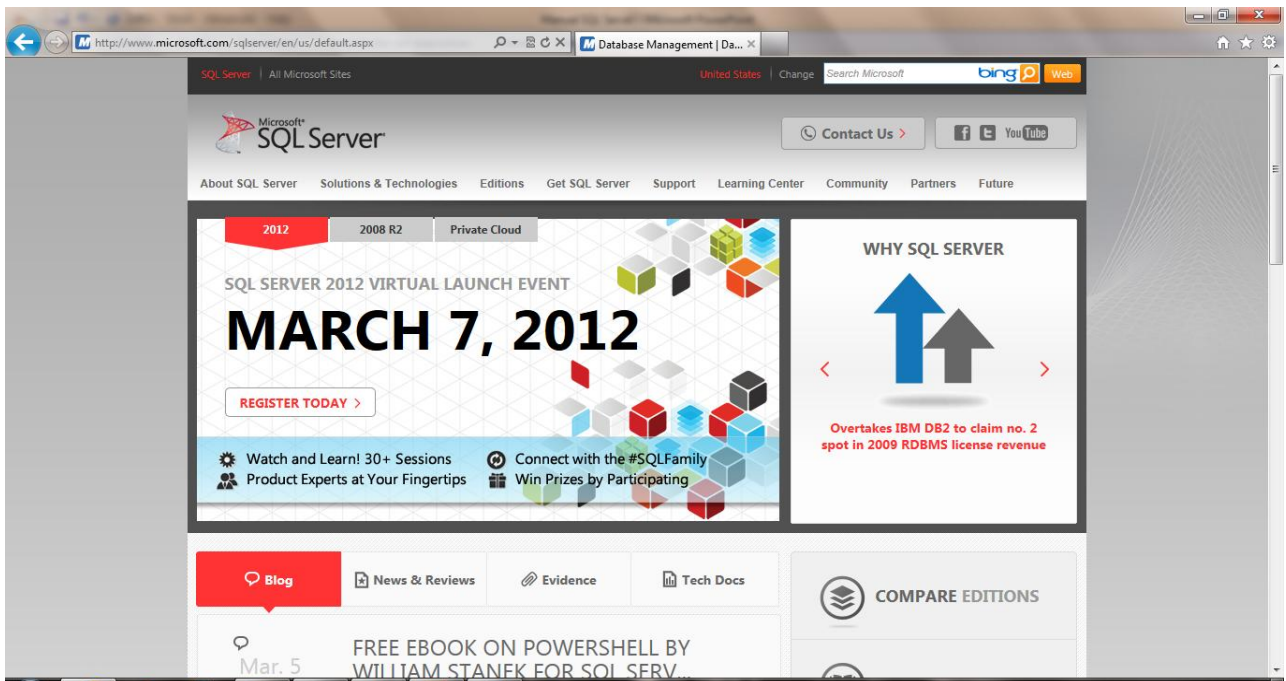 http://www.microsoft.com/sqlserver/en/us/default.aspx
Database Management | Da...
SQL Server | All Microsoft Sites
United States | Change
Search Microsoft
bing
Web
Microsoft®
SQL Server®
Contact Us >
You Tube
About SQL Server Solutions & Technologies Editions Get SQL Server Support Learning Center Community Partners Future
2012 2008 R2 Private Cloud
SQL SERVER 2012 VIRTUAL LAUNCH EVENT
MARCH 7, 2012
REGISTER TODAY >
Watch and Learn! 30+ Sessions
Connect with the #SQLFamily
Product Experts at Your Fingertips
Win Prizes by Participating
WHY SQL SERVER
Overtakes IBM DB2 to claim no. 2
spot in 2009 RDBMS license revenue
Blog News & Reviews Evidence Tech Docs
COMPARE EDITIONS
Mar. 5
FREE EBOOK ON POWERSHELL BY
WILLIAM STANEK FOR SQL SERV...